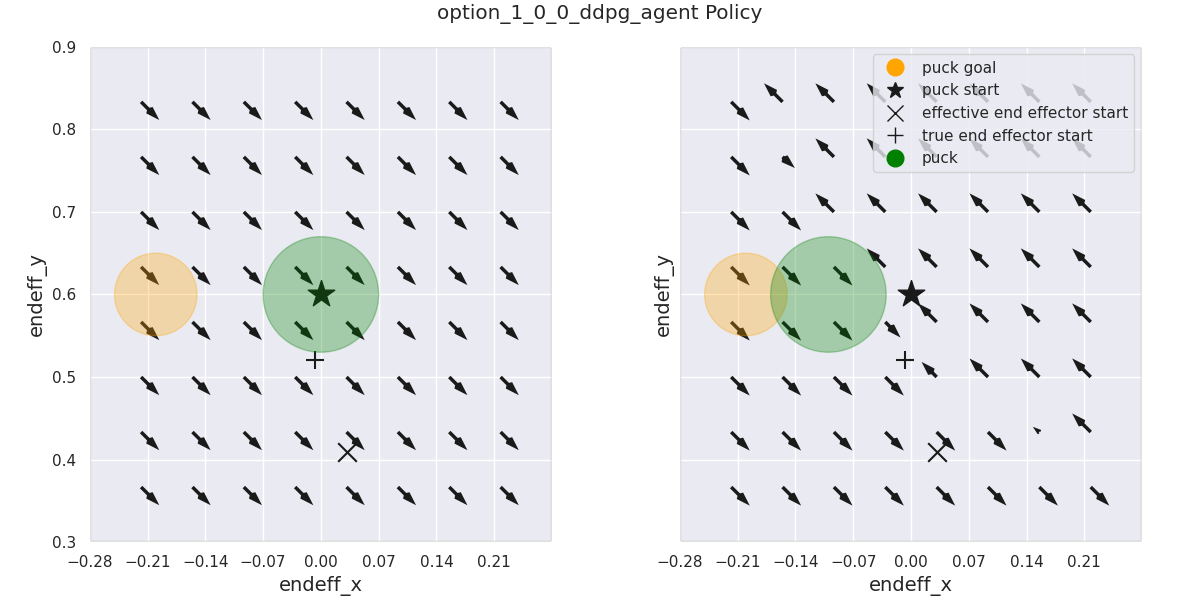 option_1_0_0_ddpg_agent Policy
0.9
0.8
0.7
0.6
0.5
0.4
0.3
endeff_y
−0.28 −0.21 −0.14 −0.07 0.00 0.07 0.14 0.21
endeff_x
puck goal
puck start
effective end effector start
true end effector start
puck
endeff_y
−0.28 −0.21 −0.14 −0.07 0.00 0.07 0.14 0.21
endeff_x